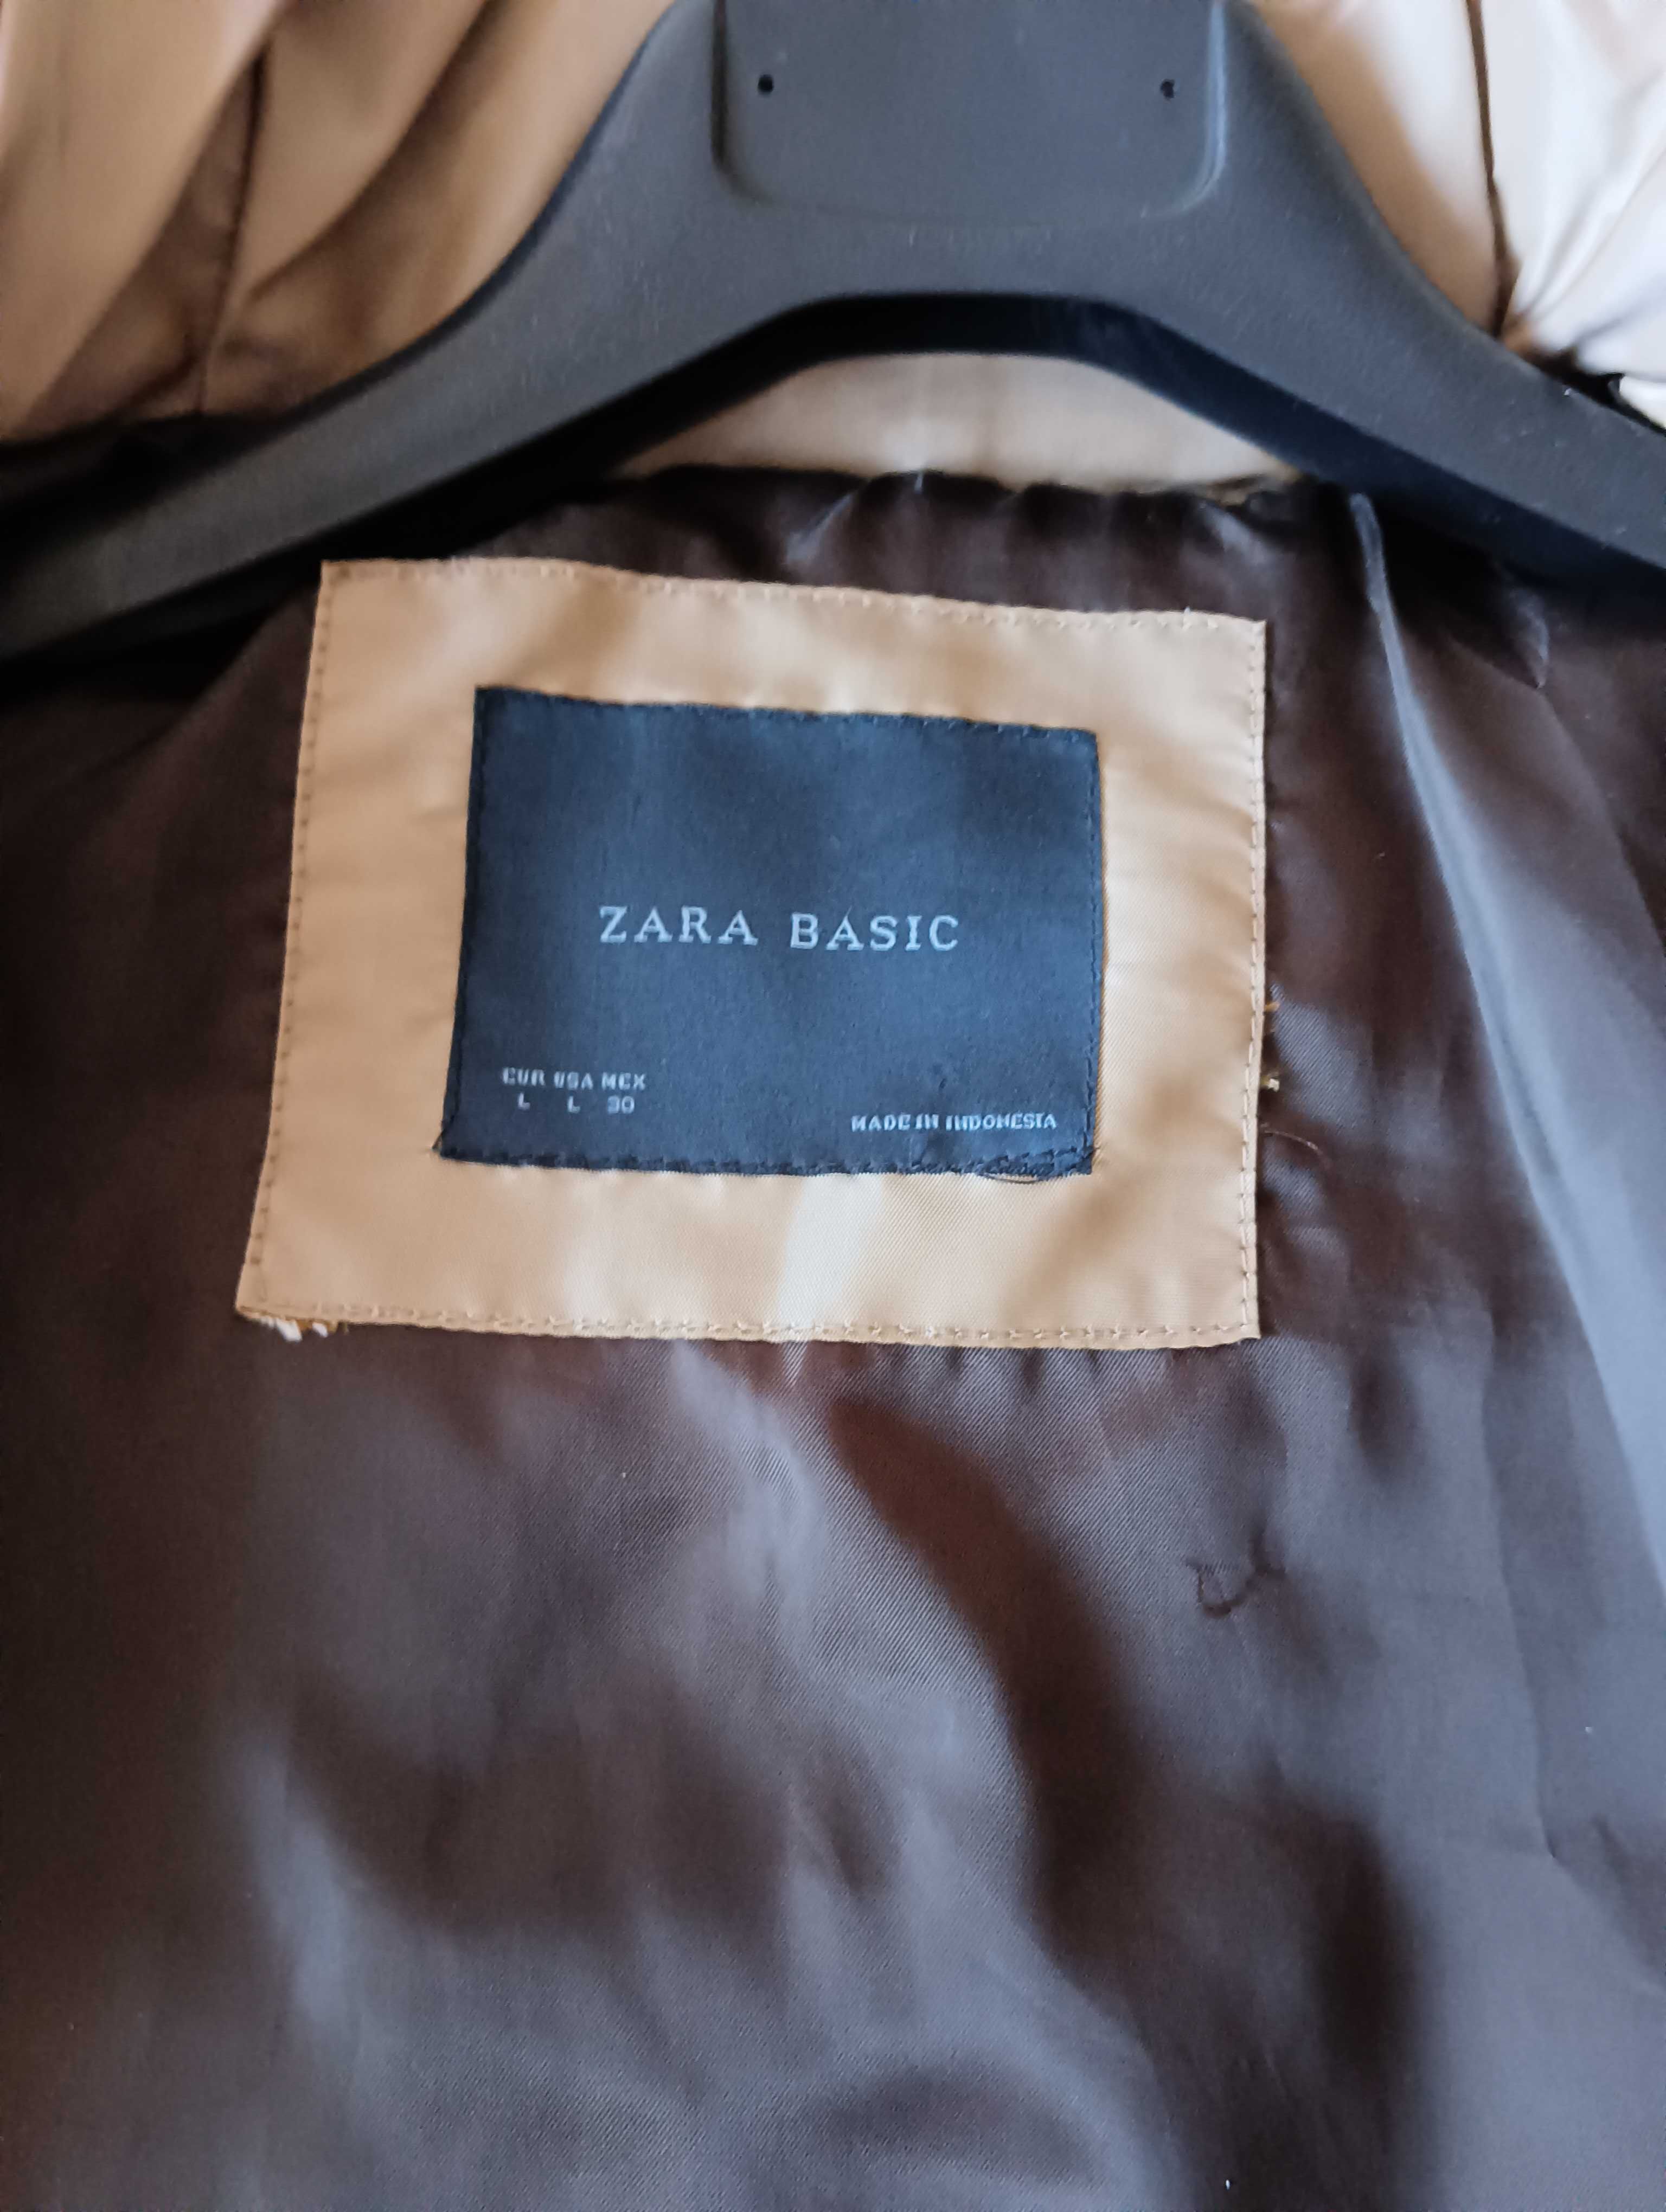 ZARA BASIC
EUR USA MEX
L L 30
MADE IN INDONESIA